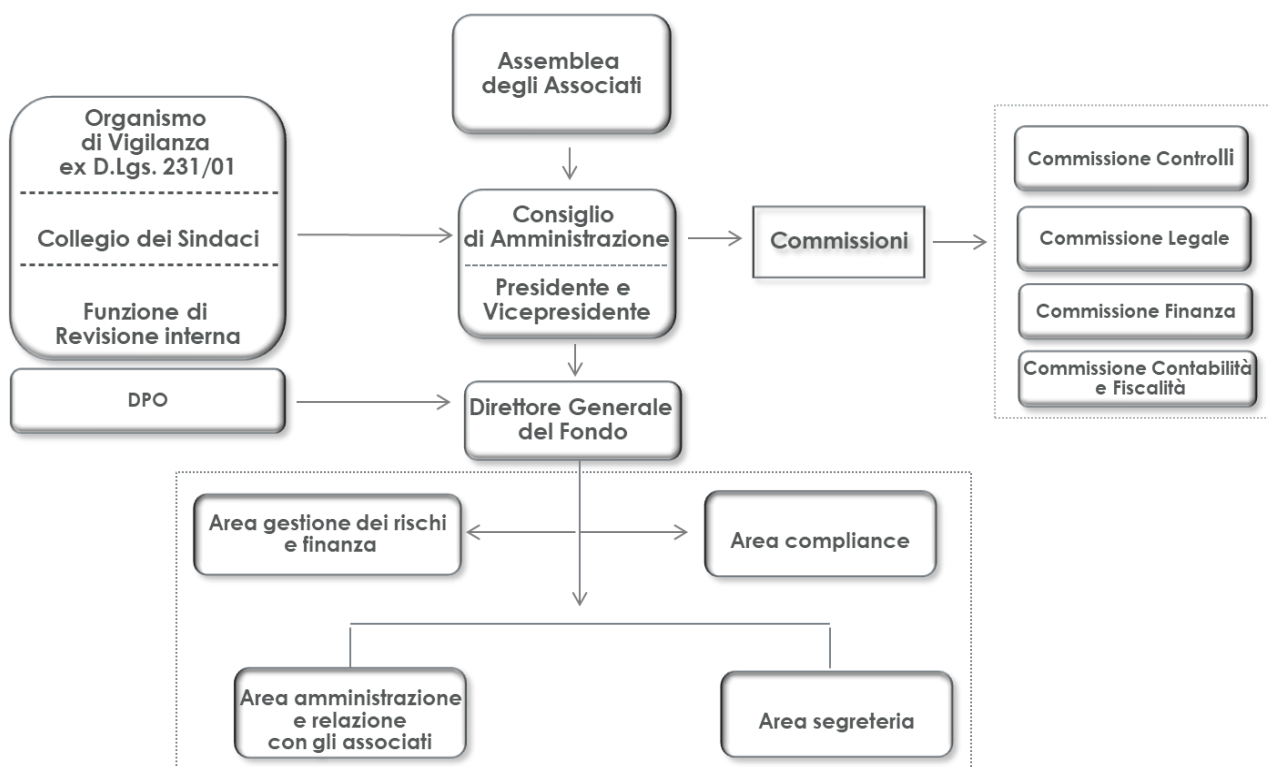 Assemblea
degli Associati
Organismo
di Vigilanza
ex D.Lgs. 231/01
Collegio dei Sindaci
Funzione di
Revisione interna
DPO
Consiglio
di Amministrazione
Presidente e
Vicepresidente
Commissioni
Commissione Controlli
Commissione Legale
Commissione Finanza
Commissione Contabilità
e Fiscalità
Direttore Generale
del Fondo
Area gestione dei rischi
e finanza
Area compliance
Area amministrazione
e relazione
con gli associati
Area segreteria